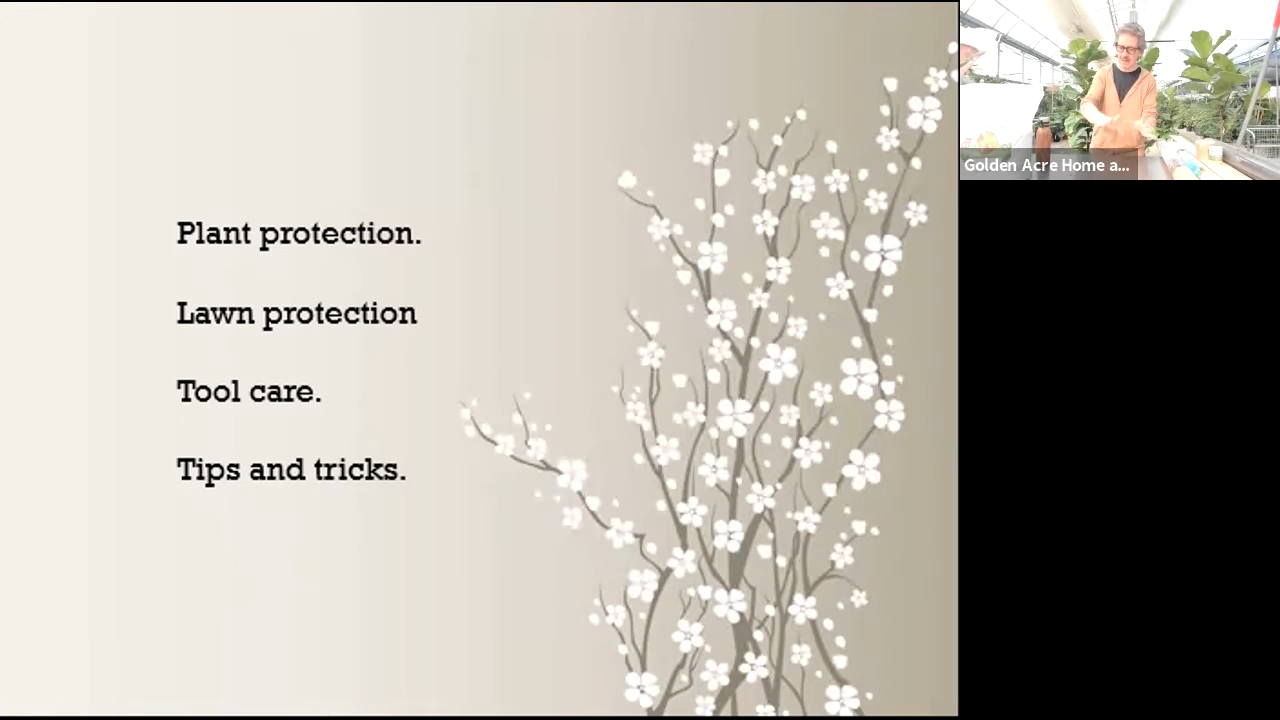 Plant protection.
Lawn protection
Tool care.
Tips and tricks.
Golden Acre Home a...